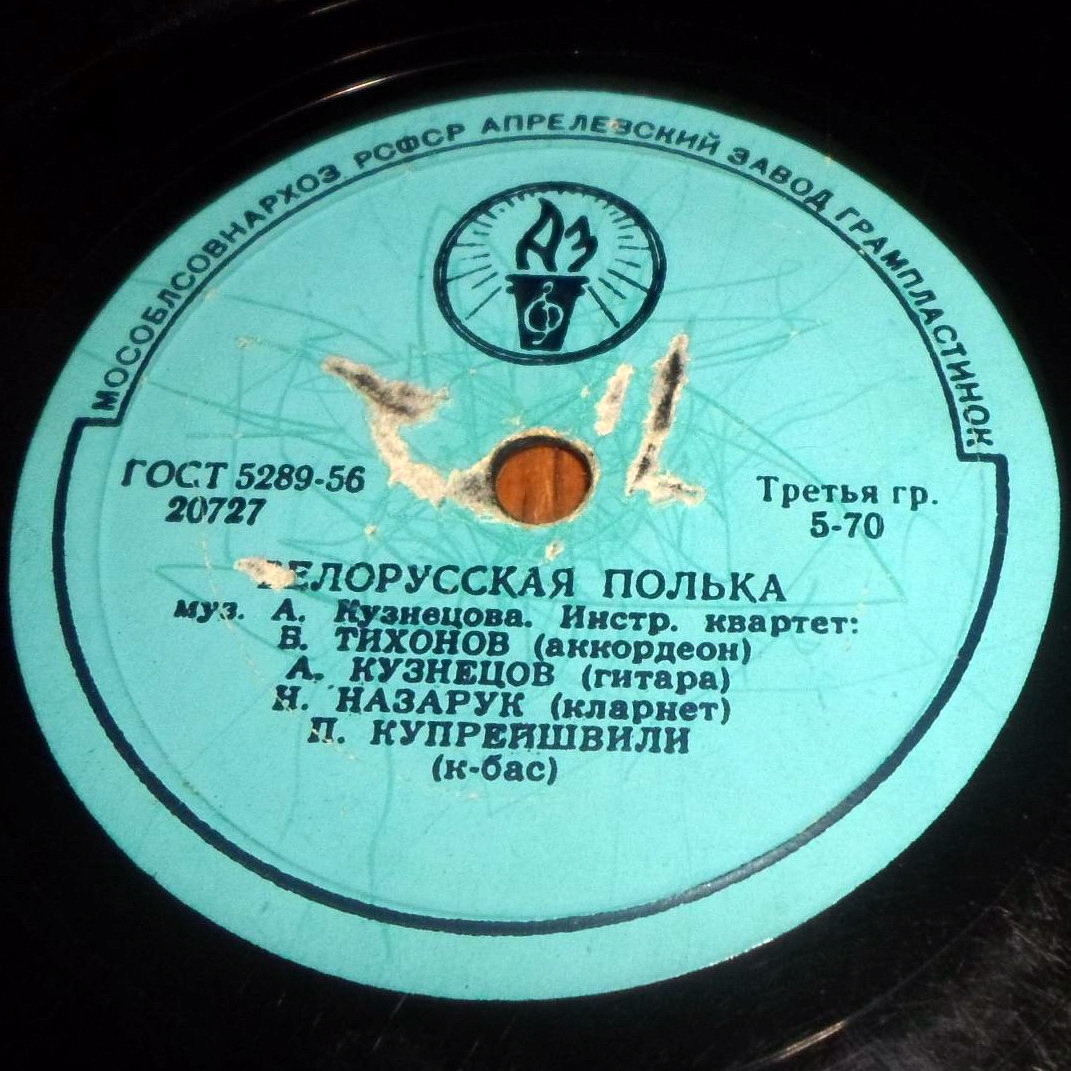 МОСОБЛСОВНАРХОЗ РСФСР АПРЕЛЕВСКИЙ ЗАВОД ГРАМПЛАСТИНОК
АЗ
ГОСТ 5289-56
20727
Третья гр.
5-70
БЕЛОРУССКАЯ ПОЛЬКА
муз. А. Кузнецова. Инстр. квартет:
В. ТИХОНОВ (аккордеон)
А. КУЗНЕЦОВ (гитара)
Н. НАЗАРУК (кларнет)
П. КУПРЕЙШВИЛИ
(к-бас)